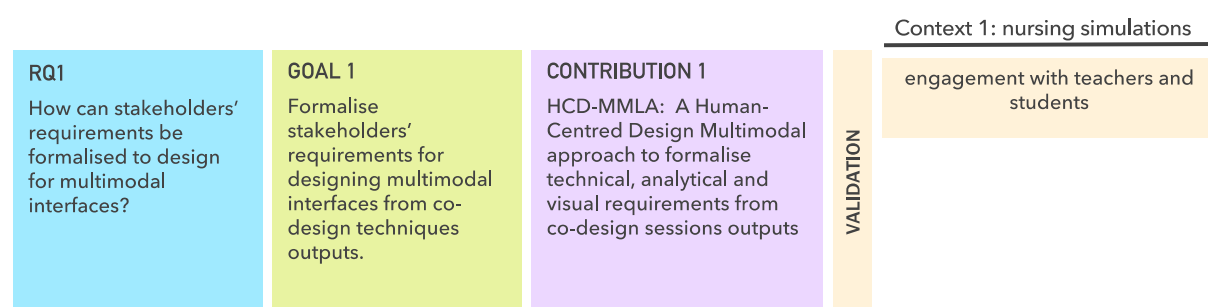 RQ1
How can stakeholders'
requirements be
formalised to design
for multimodal
interfaces?
GOAL 1
Formalise
stakeholders'
requirements for
designing multimodal
interfaces from co-
design techniques
outputs.
CONTRIBUTION 1
HCD-MMLA:  A Human-
Centred Design Multimodal
approach to formalise
technical, analytical and
visual requirements from
co-design sessions outputs
VALIDATION
Context 1: nursing simulations
engagement with teachers and
students